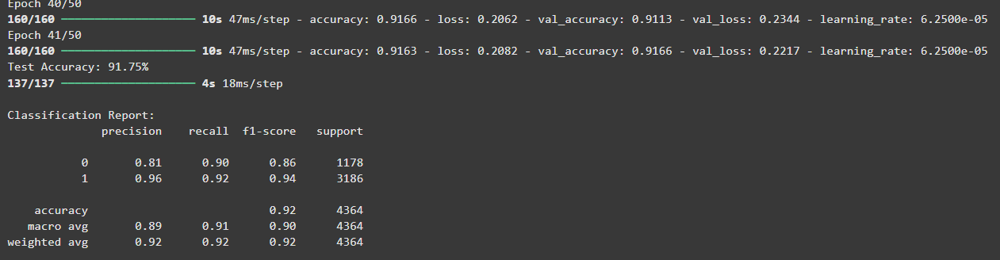 Epoch 40/50
160/160 ━━━━━━━━━━━━━━━━━━━━ 10s 47ms/step - accuracy: 0.9166 - loss: 0.2062 - val_accuracy: 0.9113 - val_loss: 0.2344 - learning_rate: 6.2500e-05
Epoch 41/50
160/160 ━━━━━━━━━━━━━━━━━━━━ 10s 47ms/step - accuracy: 0.9163 - loss: 0.2082 - val_accuracy: 0.9166 - val_loss: 0.2217 - learning_rate: 6.2500e-05
Test Accuracy: 91.75%
137/137 ━━━━━━━━━━━━━━━━━━━━ 4s 18ms/step
Classification Report:
precision recall f1-score support
0 0.81 0.90 0.86 1178
1 0.96 0.92 0.94 3186
accuracy 0.92 4364
macro avg 0.89 0.91 0.90 4364
weighted avg 0.92 0.92 0.92 4364